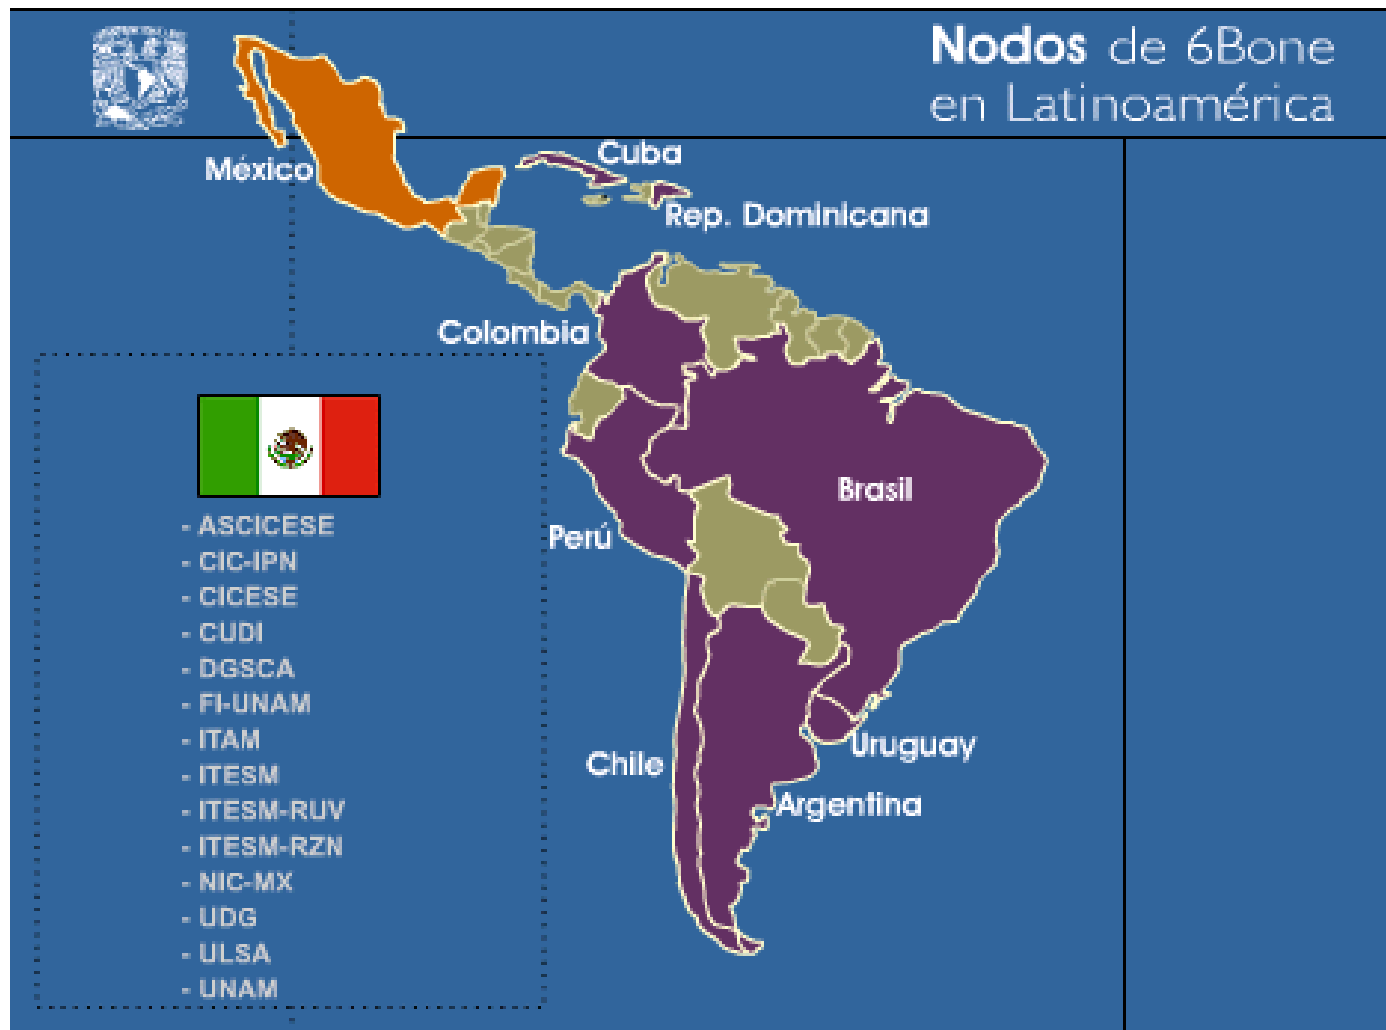 Nodos de 6Bone
en Latinoamérica
México
Cuba
Rep. Dominicana
Colombia
Brasil
Perú
Uruguay
Chile
Argentina
- ASCICESE
- CIC-IPN
- CICESE
- CUDI
- DGSCA
- FI-UNAM
- ITAM
- ITESM
- ITESM-RUV
- ITESM-RZN
- NIC-MX
- UDG
- ULSA
- UNAM